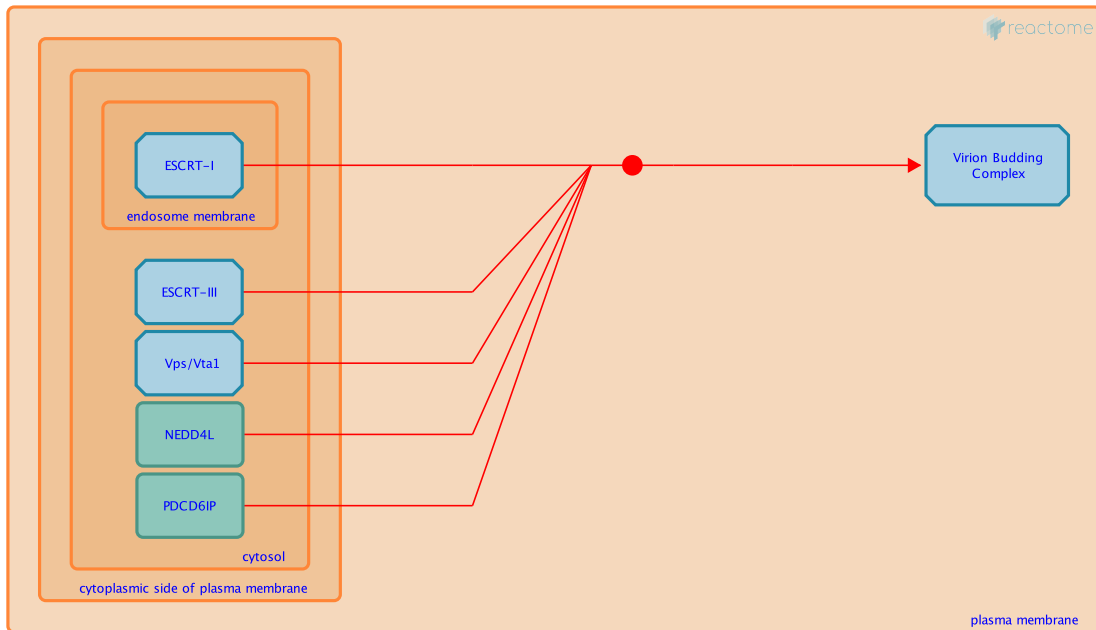 reactome
ESCRT-I
Virion Budding
Complex
endosome membrane
ESCRT-III
Vps/Vta1
NEDD4L
PDCD6IP
cytosol
cytoplasmic side of plasma membrane
plasma membrane